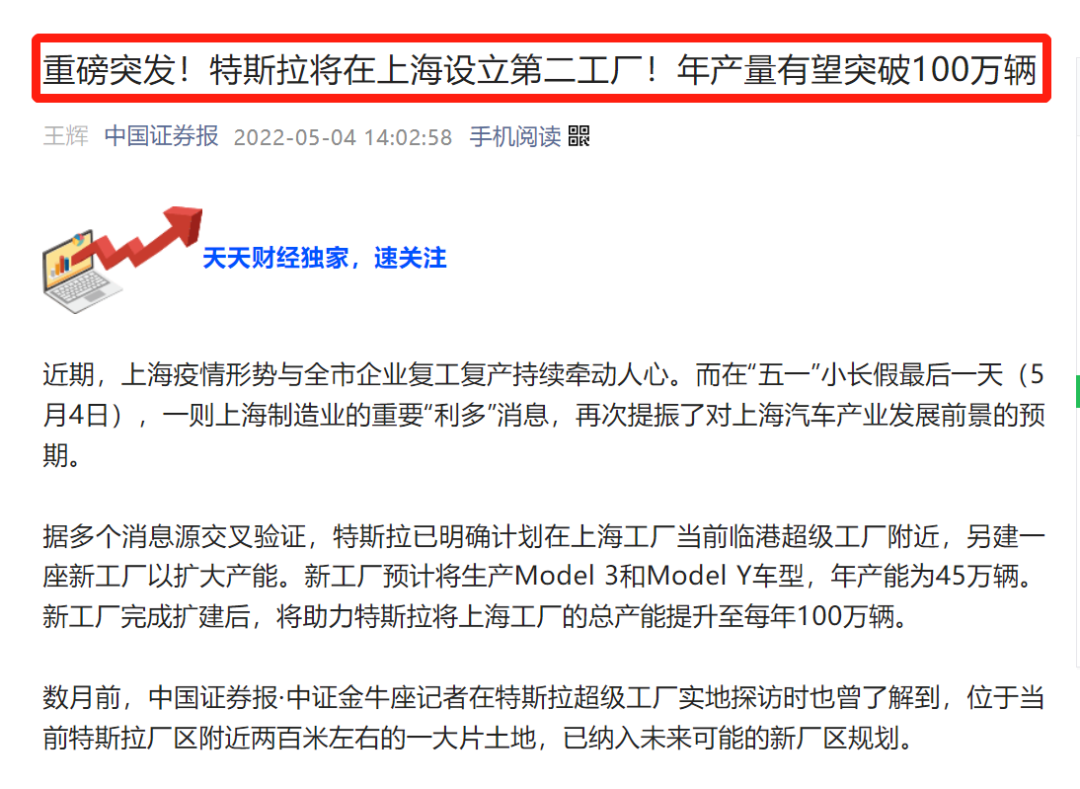 重磅突发！特斯拉将在上海设立第二工厂！年产量有望突破100万辆
王辉 中国证券报 2022-05-04 14:02:58 手机阅读
天天财经独家，速关注
近期，上海疫情形势与全市企业复工复产持续牵动人心。而在“五一”小长假最后一天（5
月4日），一则上海制造业的重要“利多”消息，再次提振了对上海汽车产业发展前景的预
期。
据多个消息源交叉验证，特斯拉已明确计划在上海工厂当前临港超级工厂附近，另建一
座新工厂以扩大产能。新工厂预计将生产Model 3和Model Y车型，年产能为45万辆。
新工厂完成扩建后，将助力特斯拉将上海工厂的总产能提升至每年100万辆。
数月前，中国证券报·中证金牛座记者在特斯拉超级工厂实地探访时也曾了解到，位于当
前特斯拉厂区附近两百米左右的一大片土地，已纳入未来可能的新厂区规划。